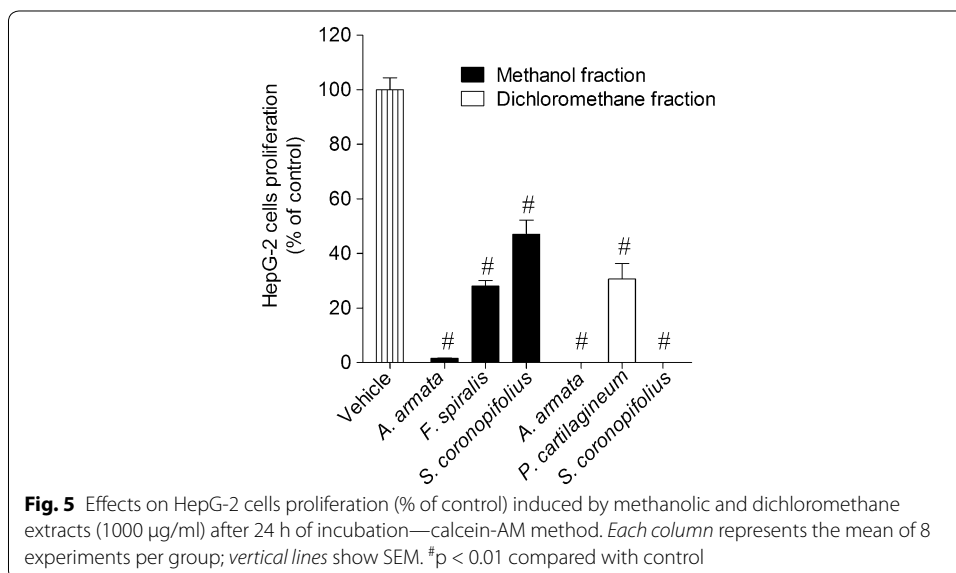 120
100
80
60
40
20
0
HepG-2 cells proliferation
(% of control)
Methanol fraction
Dichloromethane fraction
# # # # # #
Vehicle
A. armata
F. spiralis
S. coronopifolius
A. armata
P. cartilagineum
S. coronopifolius
Fig. 5 Effects on HepG-2 cells proliferation (% of control) induced by methanolic and dichloromethane
extracts (1000 µg/ml) after 24 h of incubation—calcein-AM method. Each column represents the mean of 8
experiments per group; vertical lines show SEM. #p < 0.01 compared with control